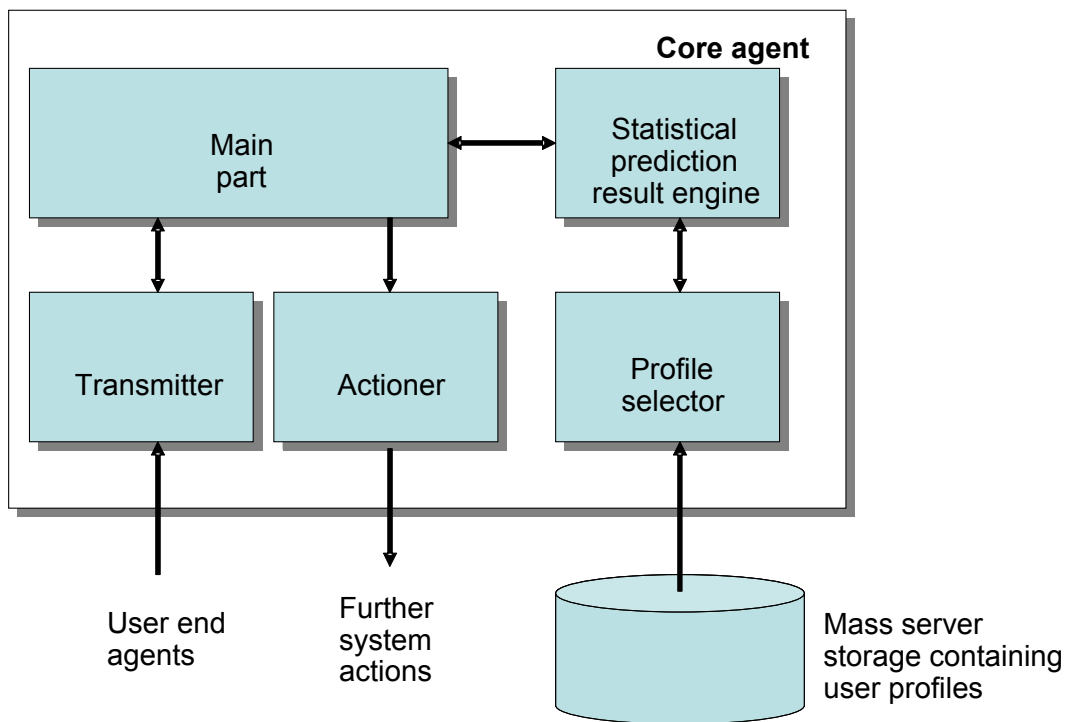 Core agent
Main
part
Statistical
prediction
result engine
Transmitter
Actioner
Profile
selector
User end
agents
Further
system
actions
Mass server
storage containing
user profiles